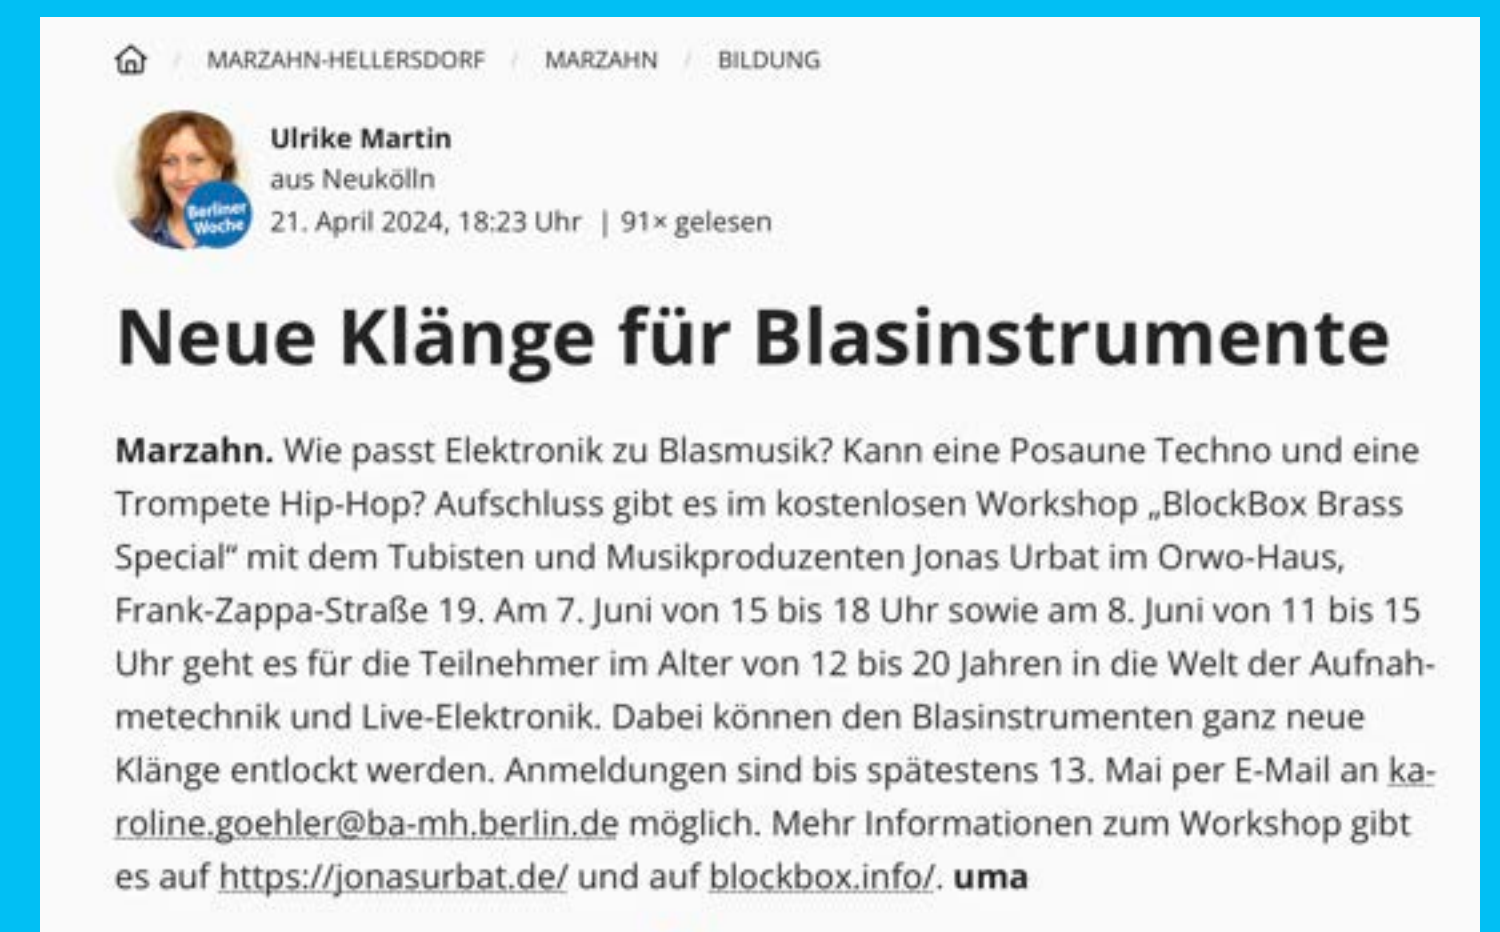 MARZAHN-HELLERSDORF / MARZAHN / BILDUNG
Ulrike Martin
aus Neukölln
Berliner
Woche
21. April 2024, 18:23 Uhr | 91× gelesen
Neue Klänge für Blasinstrumente
Marzahn. Wie passt Elektronik zu Blasmusik? Kann eine Posaune Techno und eine
Trompete Hip-Hop? Aufschluss gibt es im kostenlosen Workshop „BlockBox Brass
Special“ mit dem Tubisten und Musikproduzenten Jonas Urbat im Orwo-Haus,
Frank-Zappa-Straße 19. Am 7. Juni von 15 bis 18 Uhr sowie am 8. Juni von 11 bis 15
Uhr geht es für die Teilnehmer im Alter von 12 bis 20 Jahren in die Welt der Aufnah-
metechnik und Live-Elektronik. Dabei können den Blasinstrumenten ganz neue
Klänge entlockt werden. Anmeldungen sind bis spätestens 13. Mai per E-Mail an ka-
roline.goehler@ba-mh.berlin.de möglich. Mehr Informationen zum Workshop gibt
es auf https://jonasurbat.de/ und auf blockbox.info/. uma